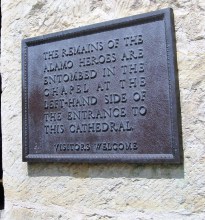 THE REMAINS OF THE
ALAMO HEROES ARE
ENTOMBED IN THE
CHAPEL AT THE
LEFT-HAND SIDE OF
THE ENTRANCE TO
THIS CATHEDRAL.
VISITORS WELCOME